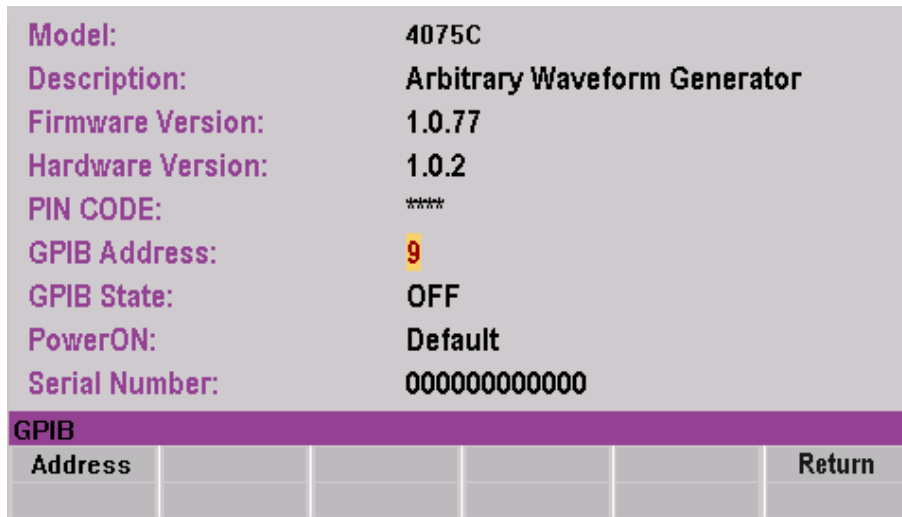 Model: 4075C
Description: Arbitrary Waveform Generator
Firmware Version: 1.0.77
Hardware Version: 1.0.2
PIN CODE: ****
GPIB Address: 9
GPIB State: OFF
PowerON: Default
Serial Number: 000000000000
GPIB
Address Return